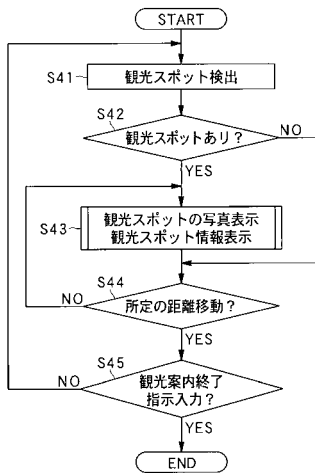 START
S41
観光スポット検出
S42
観光スポットあり？
NO
YES
S43
観光スポットの写真表示
観光スポット情報表示
S44
所定の距離移動？
NO
YES
S45
観光案内終了
指示入力？
NO
YES
END